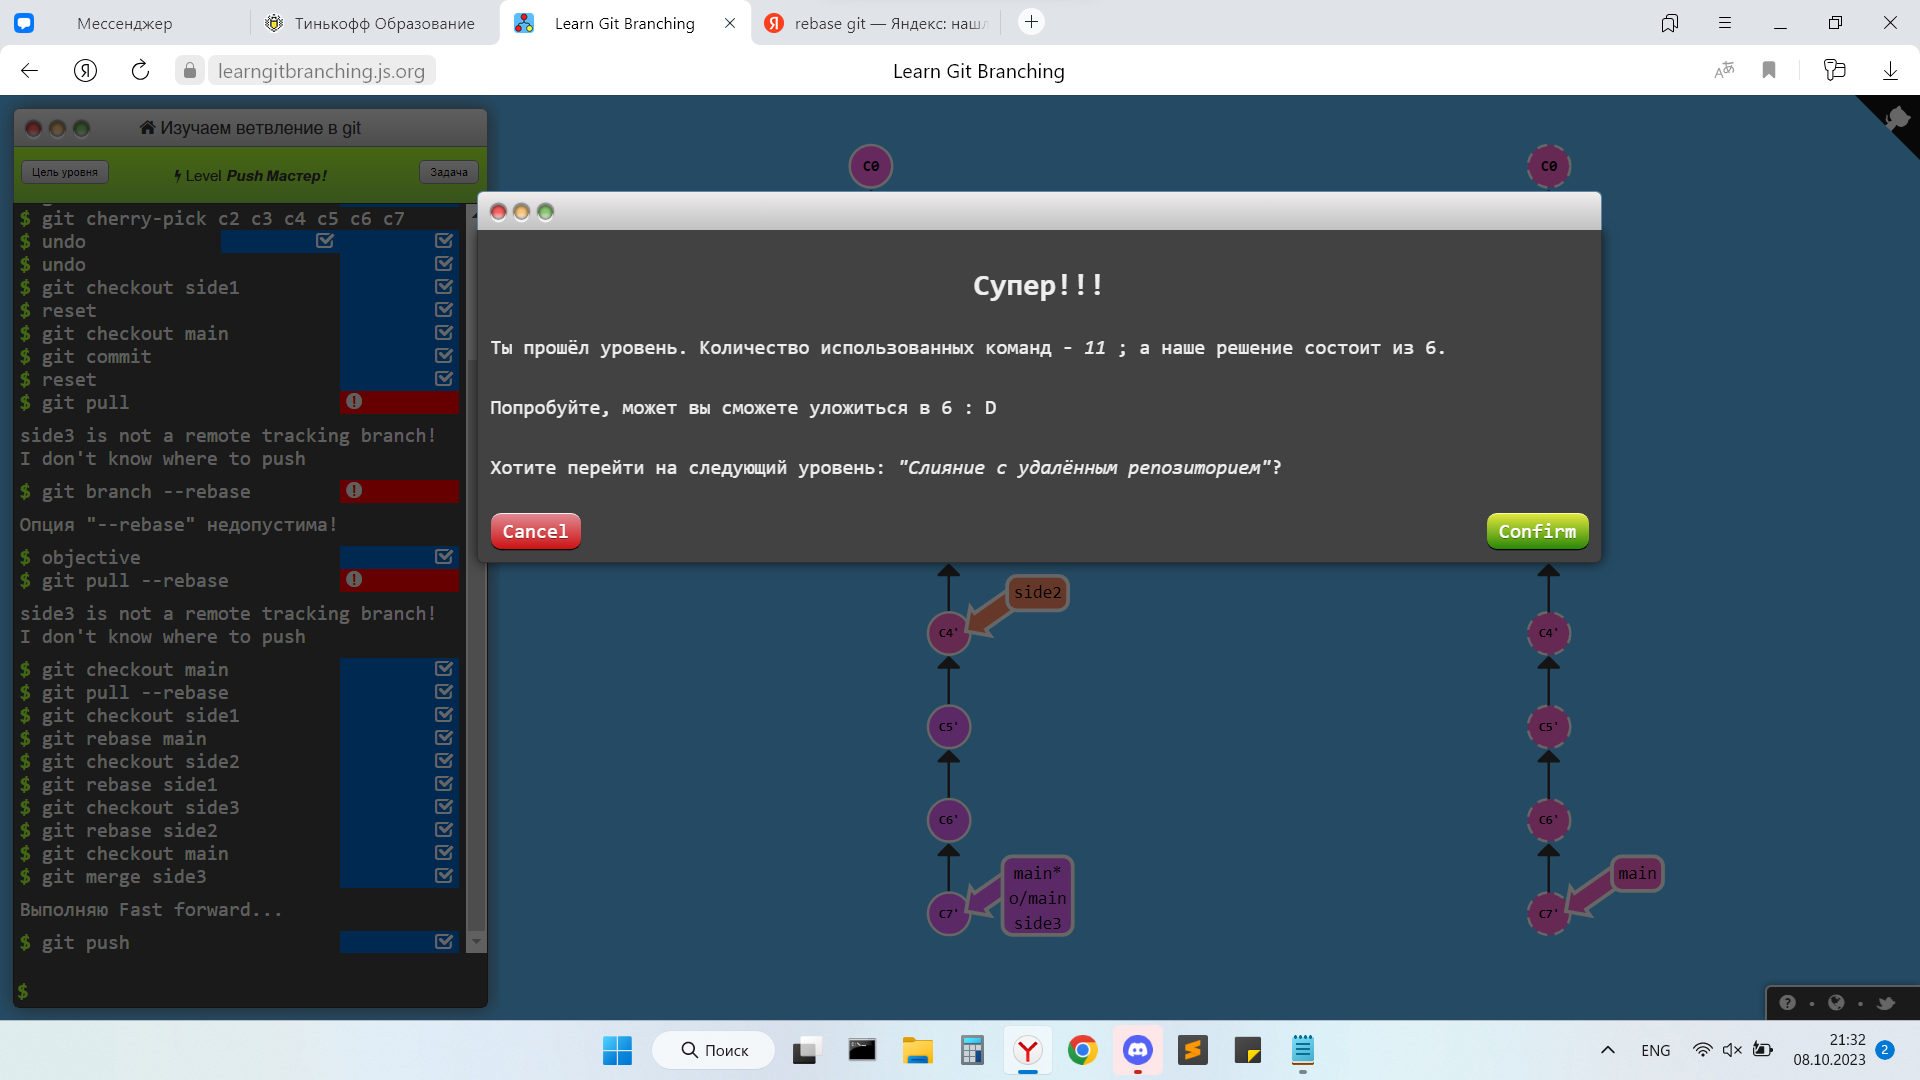 Мессенджер
Тинькофф Образование
Learn Git Branching
rebase git — Яндекс: нашл
learngitbranching.js.org
Learn Git Branching
Изучаем ветвление в git
Цель уровня
Level Push Мастер!
Задача
$ git cherry-pick c2 c3 c4 c5 c6 c7
$ undo
$ undo
$ git checkout side1
$ reset
$ git checkout main
$ git commit
$ reset
$ git pull
side3 is not a remote tracking branch!
I don't know where to push
$ git branch --rebase
Опция "--rebase" недопустима!
$ objective
$ git pull --rebase
side3 is not a remote tracking branch!
I don't know where to push
$ git checkout main
$ git pull --rebase
$ git checkout side1
$ git rebase main
$ git checkout side2
$ git rebase side1
$ git checkout side3
$ git rebase side2
$ git checkout main
$ git merge side3
Выполняю Fast forward...
$ git push
$
C0
C0
Супер!!!
Ты прошёл уровень. Количество использованных команд - 11 ; а наше решение состоит из 6.
Попробуйте, может вы сможете уложиться в 6 : D
Хотите перейти на следующий уровень: "Слияние с удалённым репозиторием"?
Cancel
Confirm
side2
C4'
C4'
C5'
C5'
C6'
C6'
main*
o/main
side3
C7'
main
C7'
Поиск
ENG
21:32
08.10.2023
2